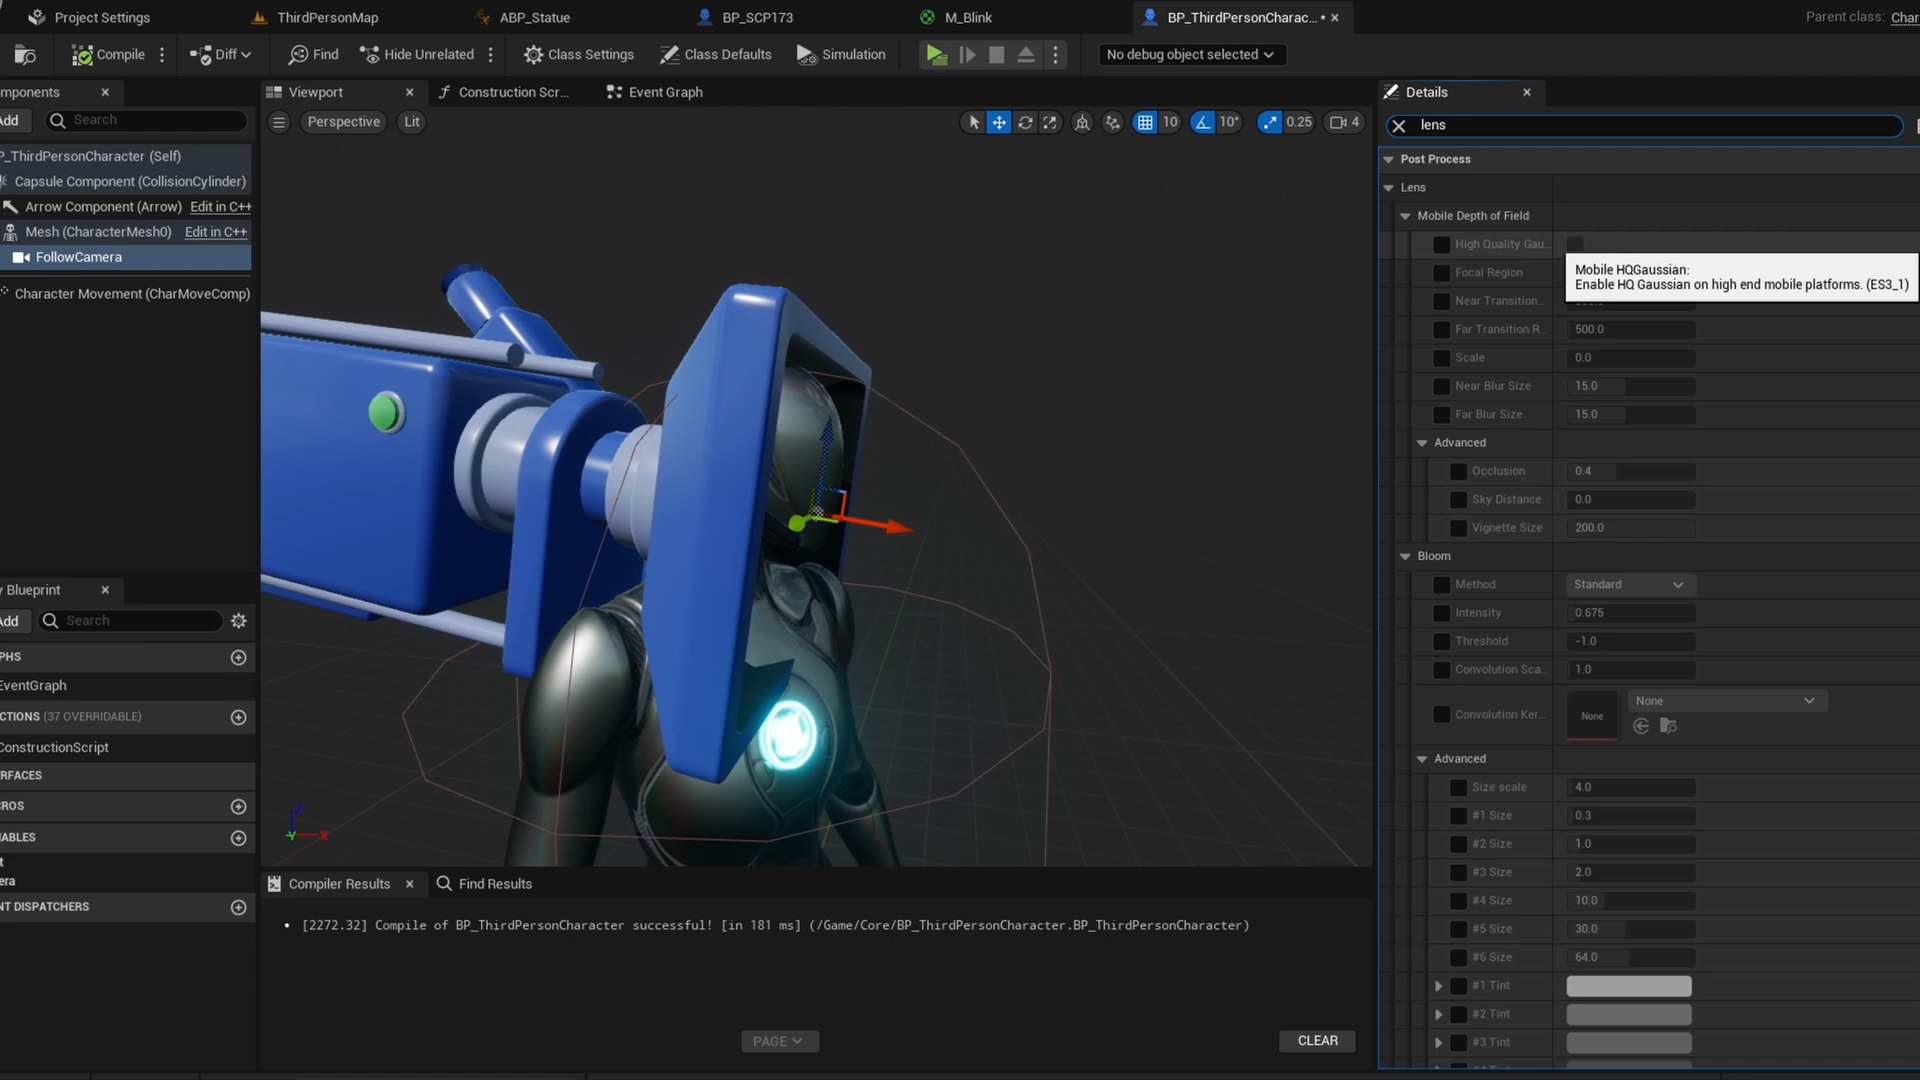 Project Settings
ThirdPersonMap
ABP_Statue
BP_SCP173
M_Blink
BP_ThirdPersonCharac... •
Parent class: Char
Compile
Diff
Find
Hide Unrelated
Class Settings
Class Defaults
Simulation
No debug object selected
mponents
Add
Search
P_ThirdPersonCharacter (Self)
Capsule Component (CollisionCylinder)
Arrow Component (Arrow) Edit in C++
Mesh (CharacterMesh0) Edit in C++
FollowCamera
Character Movement (CharMoveComp)
y Blueprint
Add
Search
PHS
EventGraph
CTIONS (37 OVERRIDABLE)
ConstructionScript
RFACES
ROS
IABLES
t
era
NT DISPATCHERS
Viewport
Construction Scr...
Event Graph
Perspective
Lit
10
10°
0.25
4
Z
Y
X
Compiler Results
Find Results
• [2272.32] Compile of BP_ThirdPersonCharacter successful! [in 181 ms] (/Game/Core/BP_ThirdPersonCharacter.BP_ThirdPersonCharacter)
PAGE
CLEAR
Details
lens
Post Process
Lens
Mobile Depth of Field
High Quality Gau...
Mobile HQGaussian:
Enable HQ Gaussian on high end mobile platforms. (ES3_1)
Focal Region
Near Transition...
Far Transition R... 500.0
Scale 0.0
Near Blur Size 15.0
Far Blur Size 15.0
Advanced
Occlusion 0.4
Sky Distance 0.0
Vignette Size 200.0
Bloom
Method Standard
Intensity 0.675
Threshold -1.0
Convolution Sca... 1.0
Convolution Ker... None None
Advanced
Size scale 4.0
#1 Size 0.3
#2 Size 1.0
#3 Size 2.0
#4 Size 10.0
#5 Size 30.0
#6 Size 64.0
#1 Tint
#2 Tint
#3 Tint